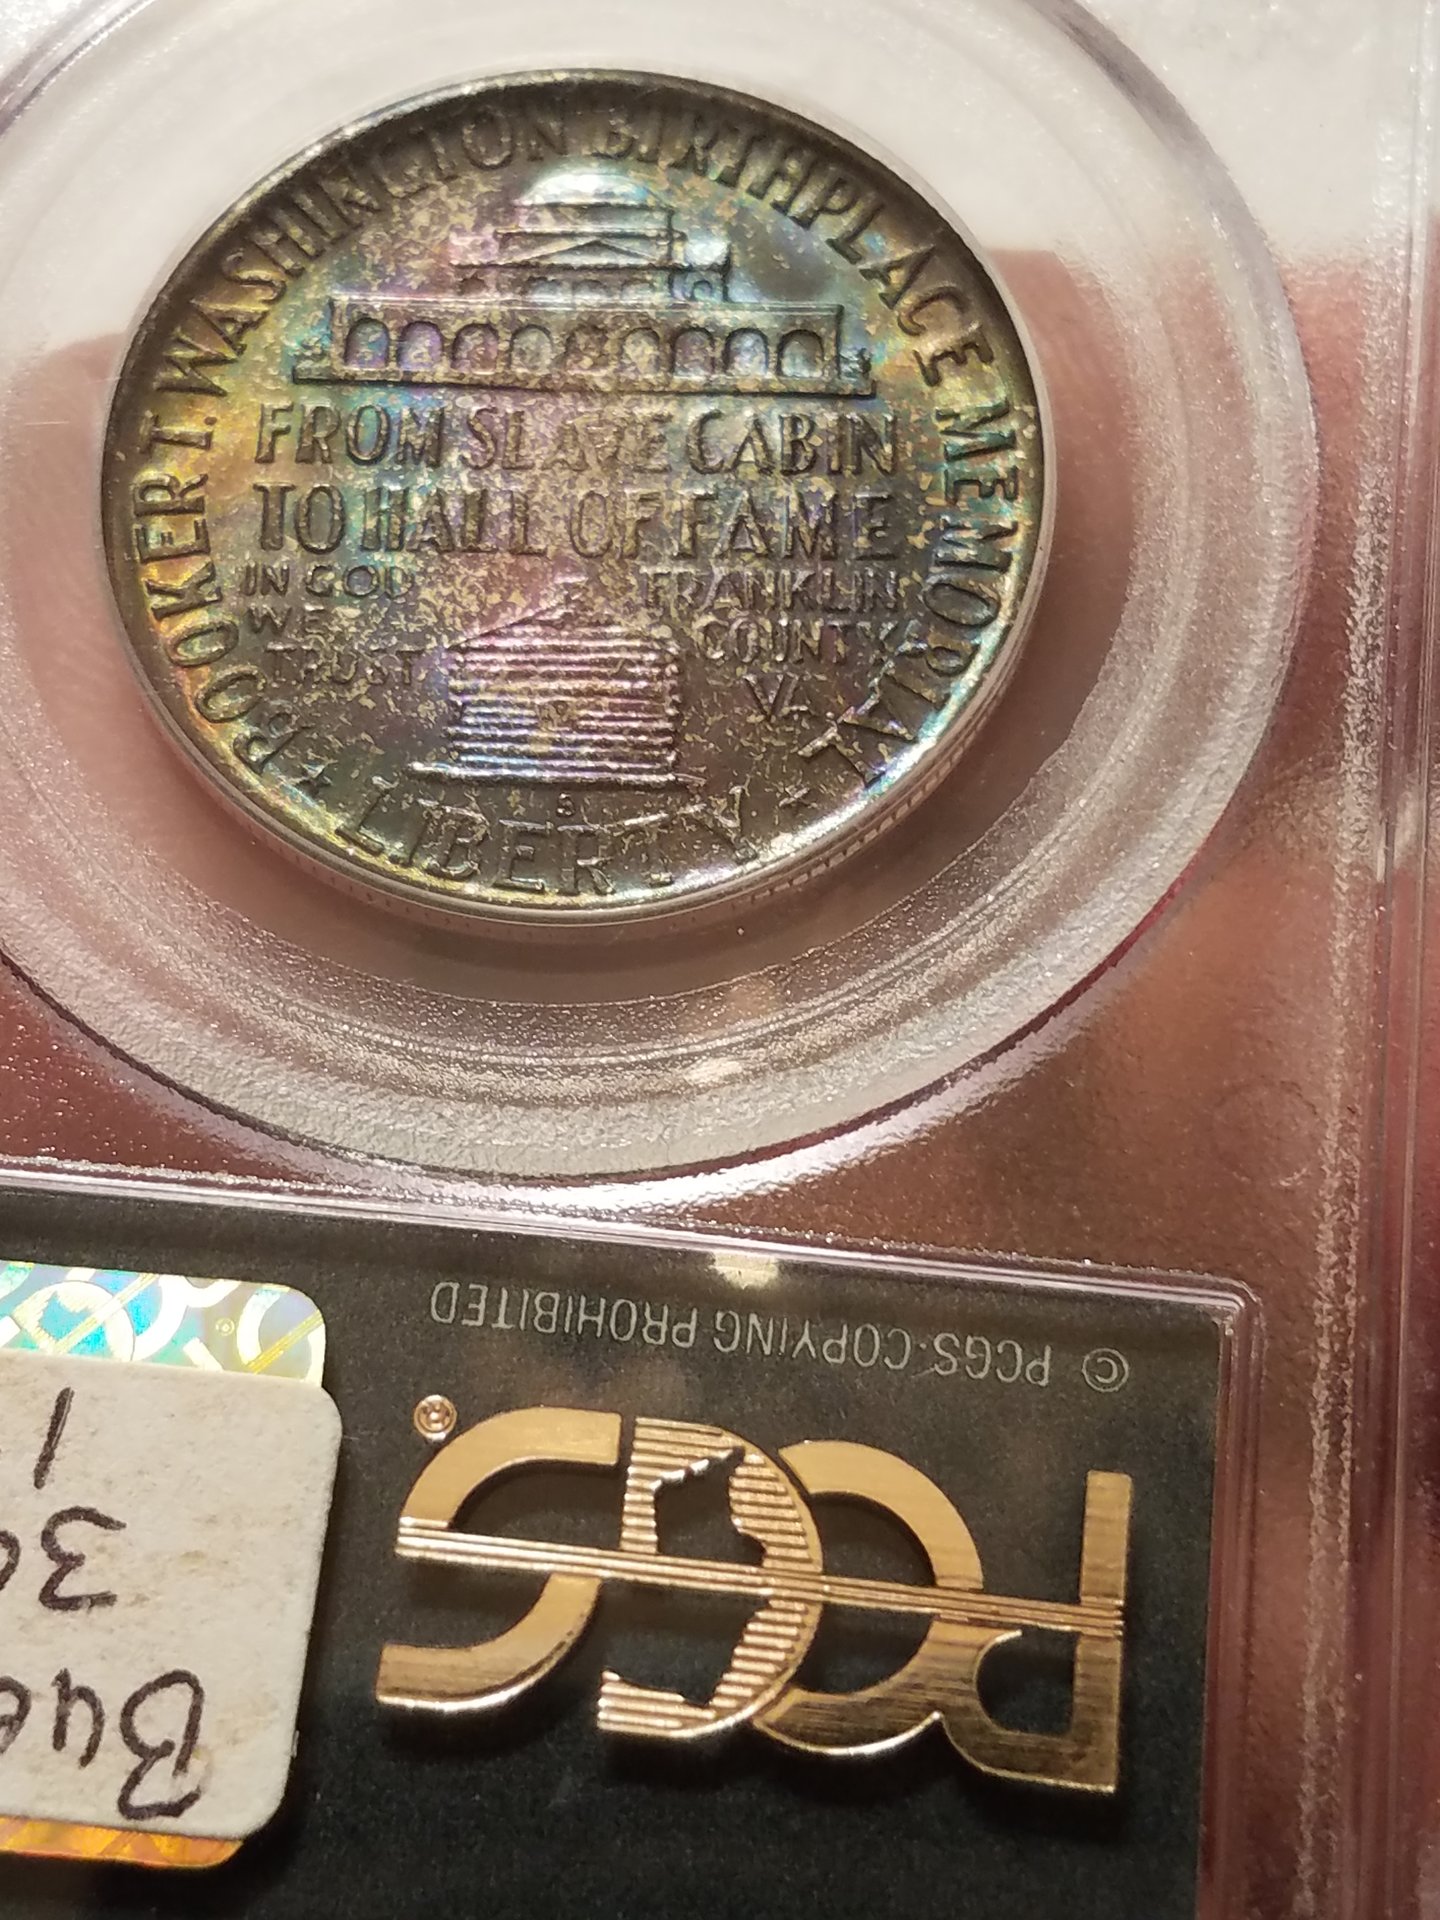 BOOKER T. WASHINGTON BIRTHPLACE MEMORIAL
FROM SLAVE CABIN
TO HALL OF FAME
IN GOD
WE
TRUST
FRANKLIN
COUNTY
VA
S
LIBERTY
© PCGS·COPYING PROHIBITED
PCGS®